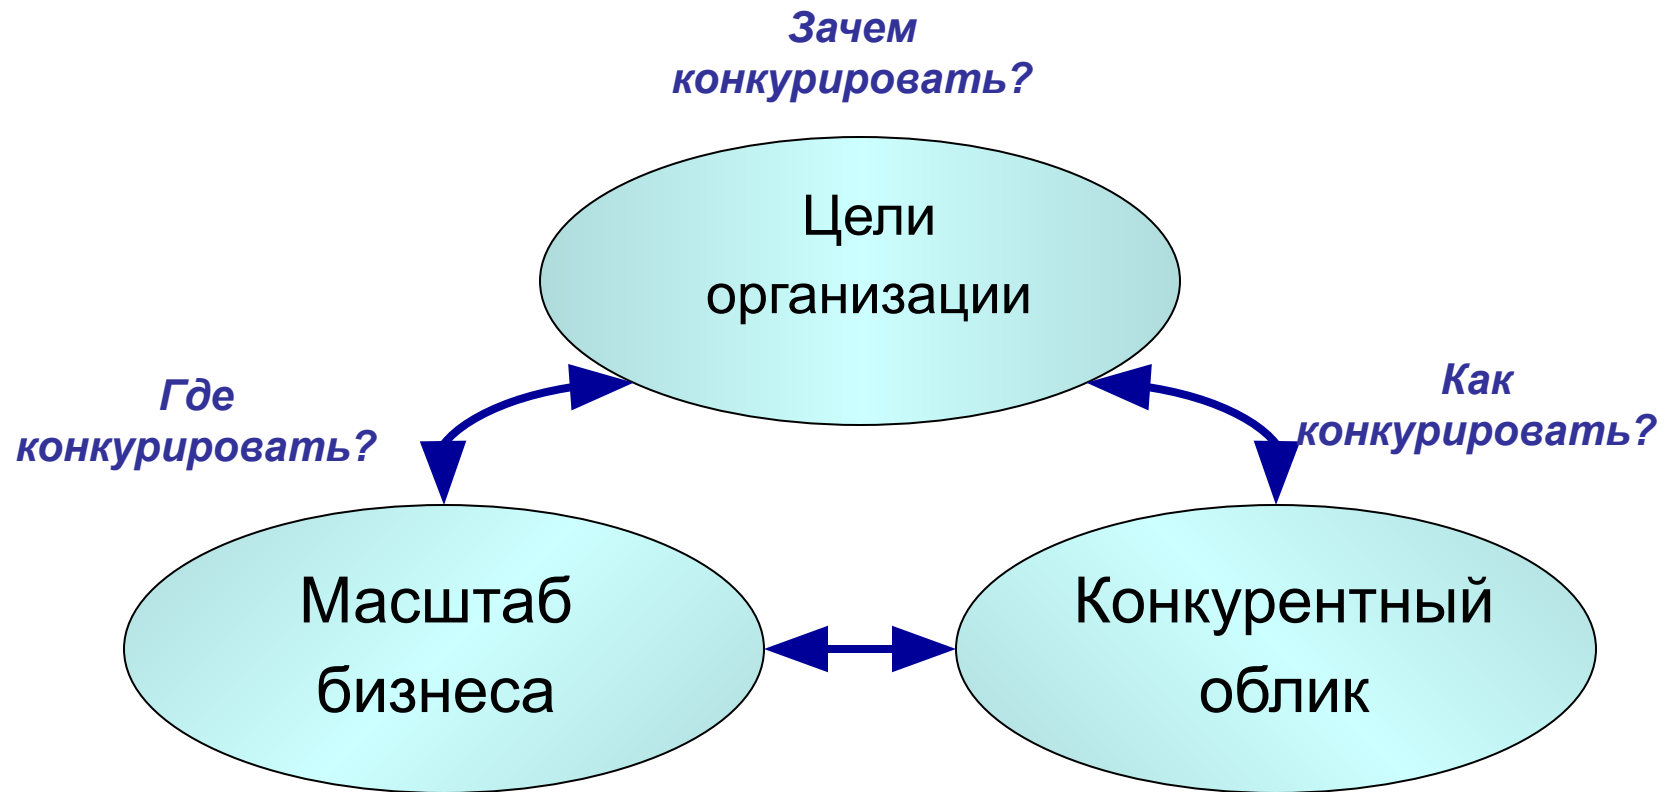 Зачем
конкурировать?
Цели
организации
Где
конкурировать?
Как
конкурировать?
Масштаб
бизнеса
Конкурентный
облик